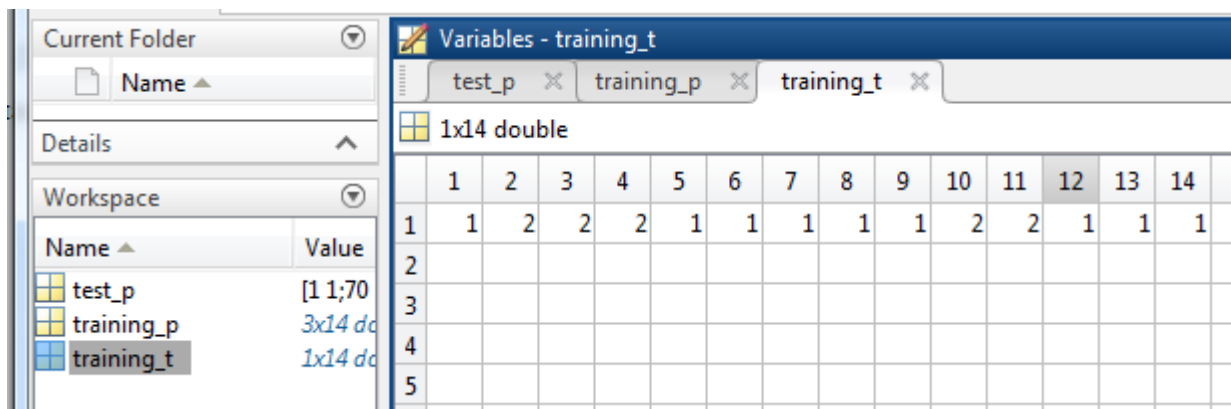 Current Folder
Name
Details
Workspace
Name Value
test_p [1 1;70
training_p 3x14 do
training_t 1x14 do
Variables - training_t
test_p training_p training_t
1x14 double
1 2 3 4 5 6 7 8 9 10 11 12 13 14
1 1 2 2 2 1 1 1 1 1 2 2 1 1 1
2
3
4
5